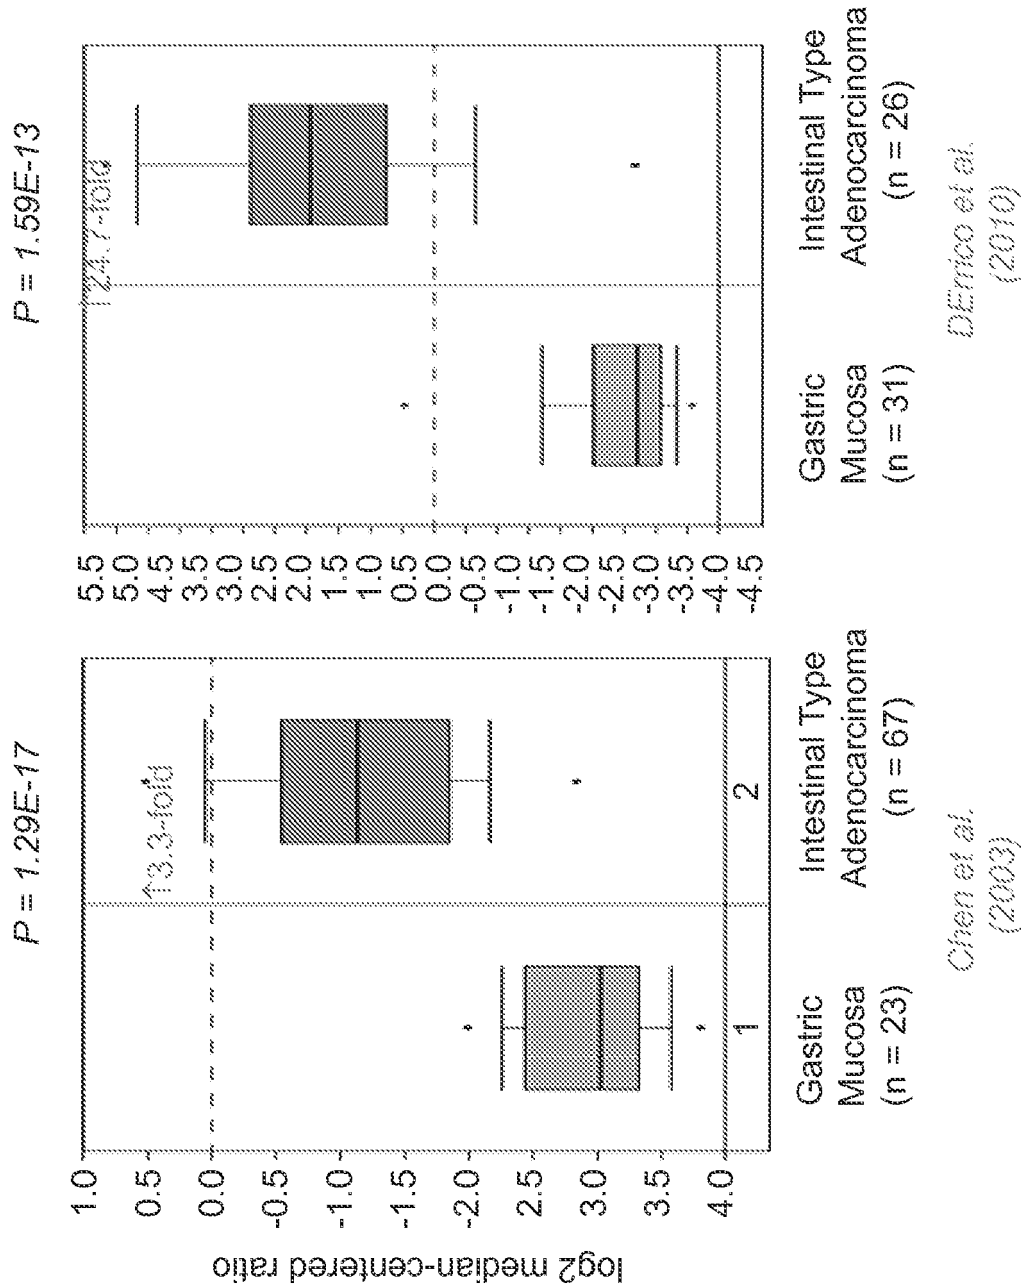 P = 1.29E-17
log2 median-centered ratio
1.0
0.5
0.0
-0.5
-1.0
-1.5
-2.0
2.5
3.0
3.5
4.0
↑3.3-fold
1
2
Gastric
Mucosa
(n = 23)
Intestinal Type
Adenocarcinoma
(n = 67)
Chen et al.
(2003)
P = 1.59E-13
5.5
5.0
4.5
3.5
3.0
2.5
2.0
1.5
1.0
0.5
0.0
-0.5
-1.0
-1.5
-2.0
-2.5
-3.0
-3.5
-4.0
-4.5
↑24.7-fold
Gastric
Mucosa
(n = 31)
Intestinal Type
Adenocarcinoma
(n = 26)
DErrico et al.
(2010)